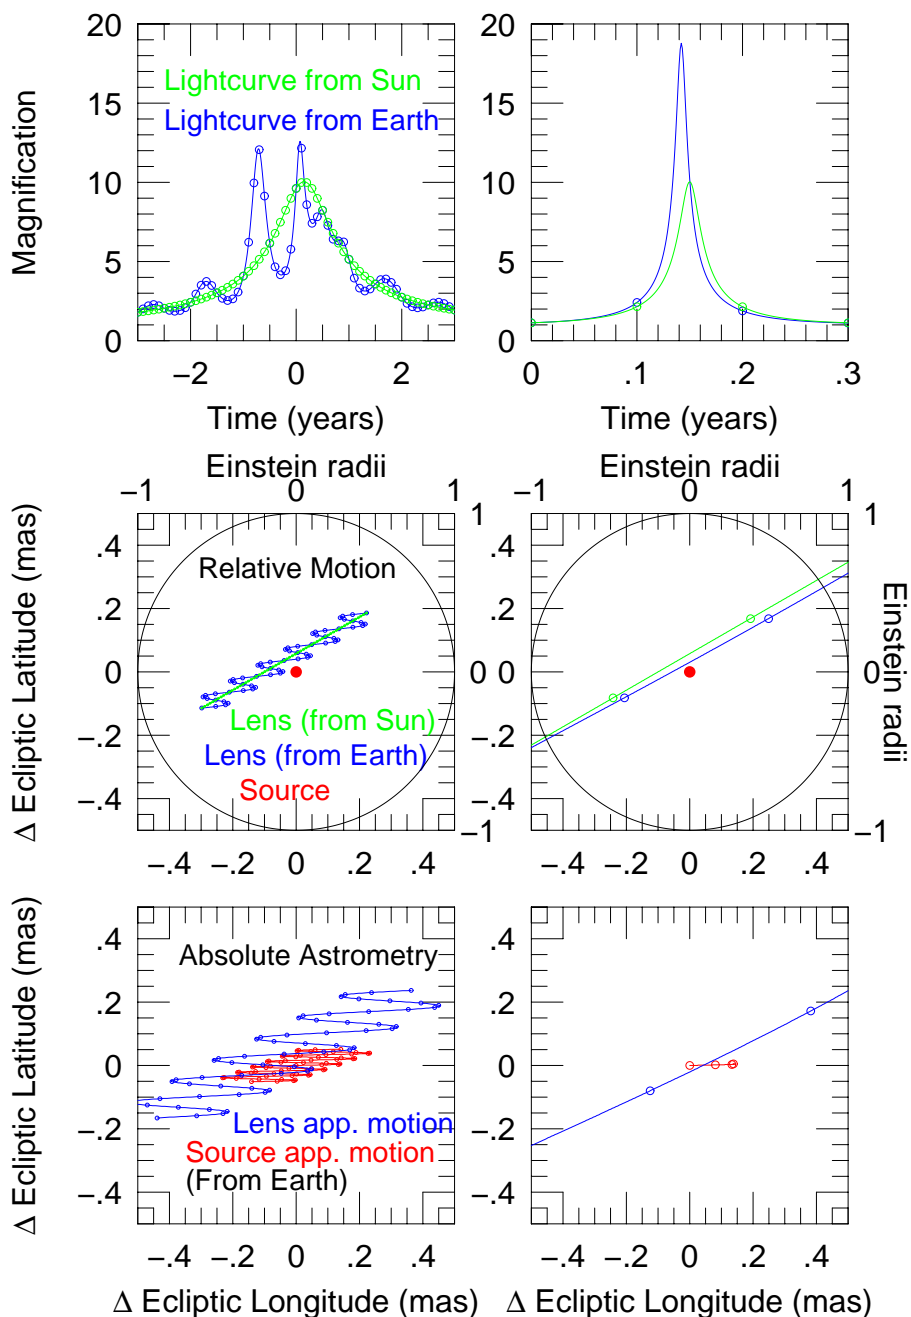 20
15
10
5
0
Magnification
Lightcurve from Sun
Lightcurve from Earth
−2 0 2
Time (years)
20
15
10
5
0
0 .1 .2 .3
Time (years)
Einstein radii
−1 0 1
Einstein radii
−1 0 1
Δ Ecliptic Latitude (mas)
.4
.2
0
−.2
−.4
Relative Motion
Lens (from Sun)
Lens (from Earth)
Source
1
0
−1
−.4 −.2 0 .2 .4
.4
.2
0
−.2
−.4
1
0
−1
Einstein radii
−.4 −.2 0 .2 .4
Δ Ecliptic Latitude (mas)
.4
.2
0
−.2
−.4
Absolute Astrometry
Lens app. motion
Source app. motion
(From Earth)
−.4 −.2 0 .2 .4
Δ Ecliptic Longitude (mas)
.4
.2
0
−.2
−.4
−.4 −.2 0 .2 .4
Δ Ecliptic Longitude (mas)